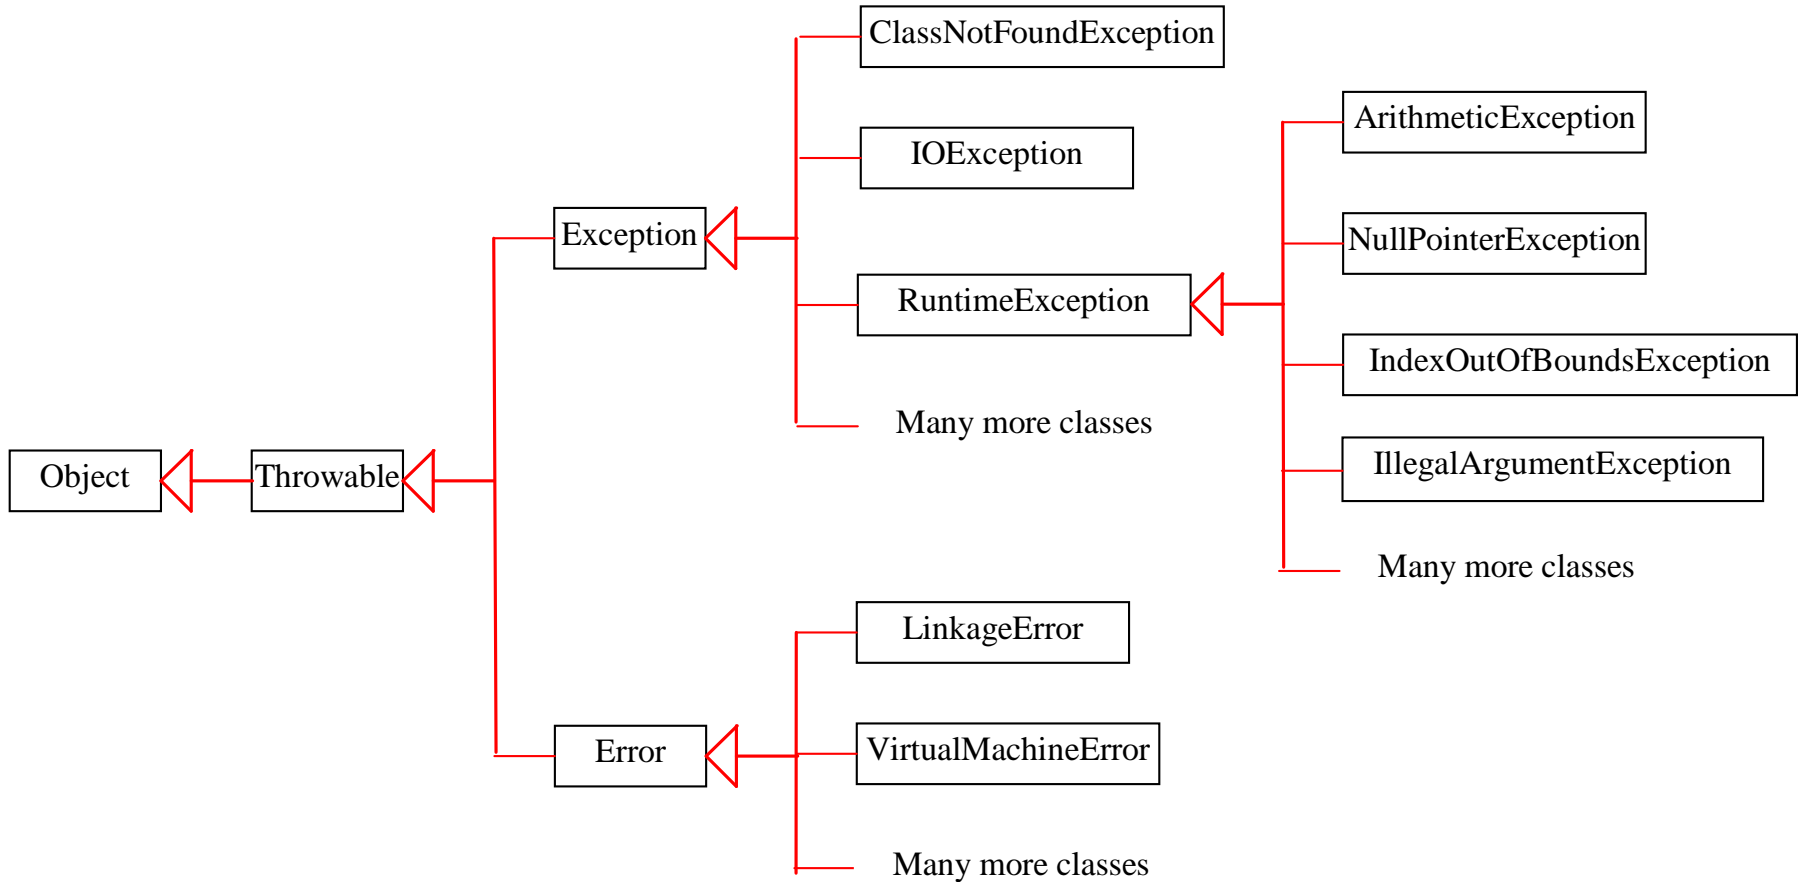 ClassNotFoundException
ArithmeticException
IOException
NullPointerException
Exception
RuntimeException
IndexOutOfBoundsException
Many more classes
IllegalArgumentException
Object
Throwable
Many more classes
LinkageError
Error
VirtualMachineError
Many more classes